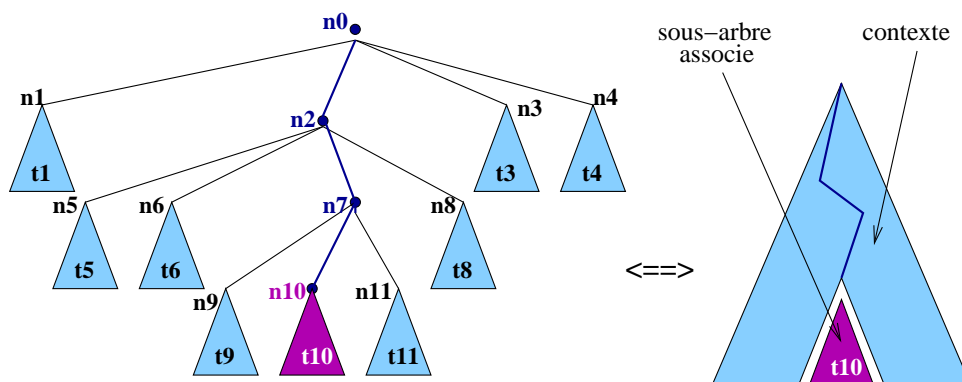 n0
sous-arbre
associe
contexte
n1
n2
n3
n4
t1
t3
t4
n5
n6
n7
n8
t5
t6
t8
<==>
n9
n10
n11
t9
t10
t11
t10